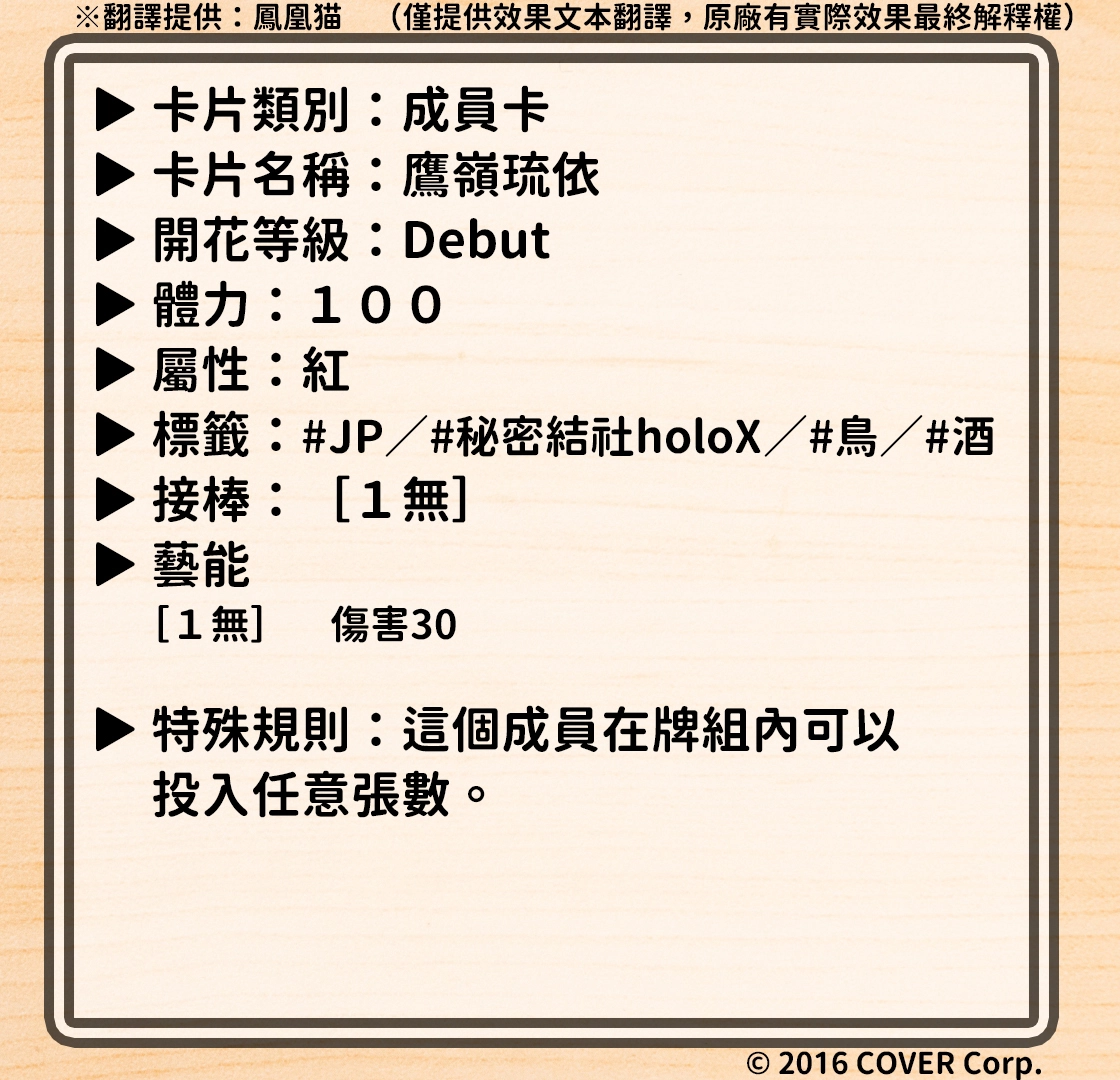 ※翻譯提供：鳳凰猫　（僅提供效果文本翻譯，原廠有實際效果最終解釋權）
▶ 卡片類別：成員卡
▶ 卡片名稱：鷹嶺琉依
▶ 開花等級：Debut
▶ 體力：１００
▶ 屬性：紅
▶ 標籤：#JP／#秘密結社holoX／#鳥／#酒
▶ 接棒：［１無］
▶ 藝能
［１無］　傷害30
▶ 特殊規則：這個成員在牌組內可以
投入任意張數。
© 2016 COVER Corp.